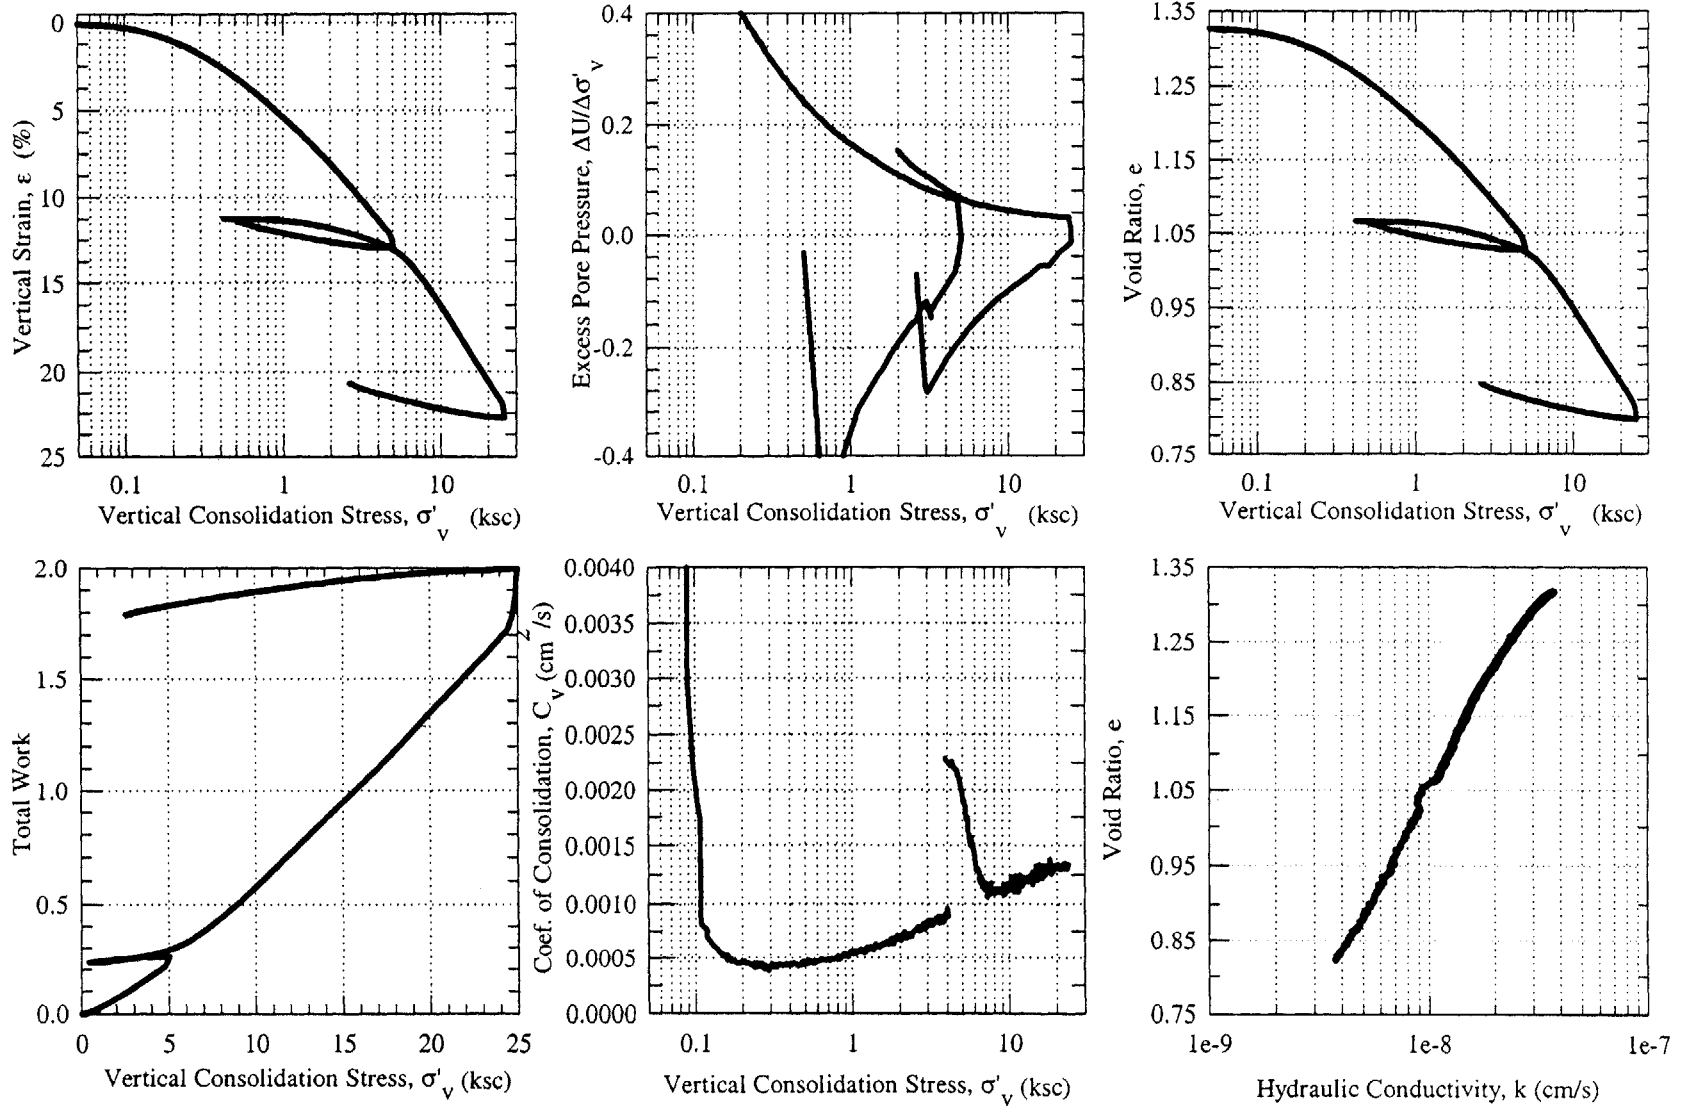 Vertical Strain, ε (%)
0
5
10
15
20
25
0.1 1 10
Vertical Consolidation Stress, σ'v (ksc)
Excess Pore Pressure, ΔU/Δσ'v
0.4
0.2
0.0
-0.2
-0.4
0.1 1 10
Vertical Consolidation Stress, σ'v (ksc)
Void Ratio, e
1.35
1.25
1.15
1.05
0.95
0.85
0.75
0.1 1 10
Vertical Consolidation Stress, σ'v (ksc)
Total Work
2.0
1.5
1.0
0.5
0.0
0 5 10 15 20 25
Vertical Consolidation Stress, σ'v (ksc)
Coef. of Consolidation, Cv (cm2/s)
0.0040
0.0035
0.0030
0.0025
0.0020
0.0015
0.0010
0.0005
0.0000
0.1 1 10
Vertical Consolidation Stress, σ'v (ksc)
Void Ratio, e
1.35
1.25
1.15
1.05
0.95
0.85
0.75
1e-9 1e-8 1e-7
Hydraulic Conductivity, k (cm/s)